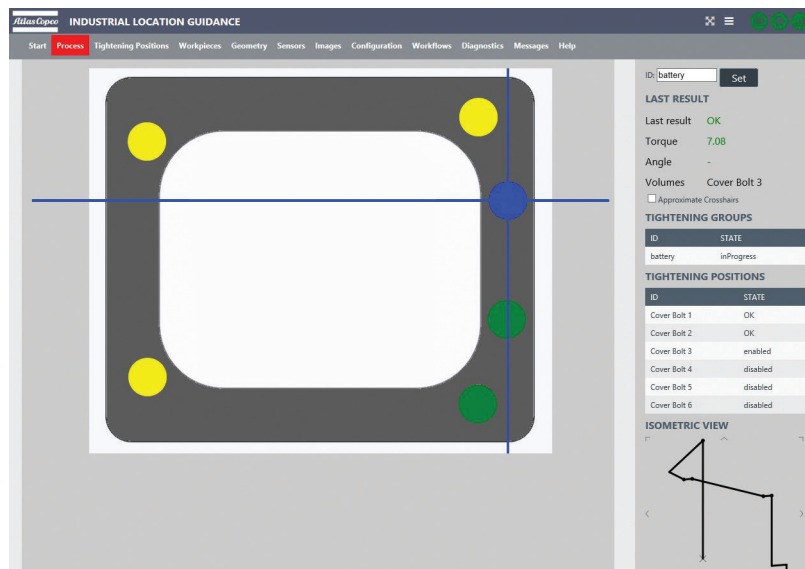 Atlas Copco INDUSTRIAL LOCATION GUIDANCE
Start Process Tightening Positions Workpieces Geometry Sensors Images Configuration Workflows Diagnostics Messages Help
ID: battery Set
LAST RESULT
Last result OK
Torque 7.08
Angle -
Volumes Cover Bolt 3
Approximate Crosshairs
TIGHTENING GROUPS
ID STATE
battery inProgress
TIGHTENING POSITIONS
ID STATE
Cover Bolt 1 OK
Cover Bolt 2 OK
Cover Bolt 3 enabled
Cover Bolt 4 disabled
Cover Bolt 5 disabled
Cover Bolt 6 disabled
ISOMETRIC VIEW